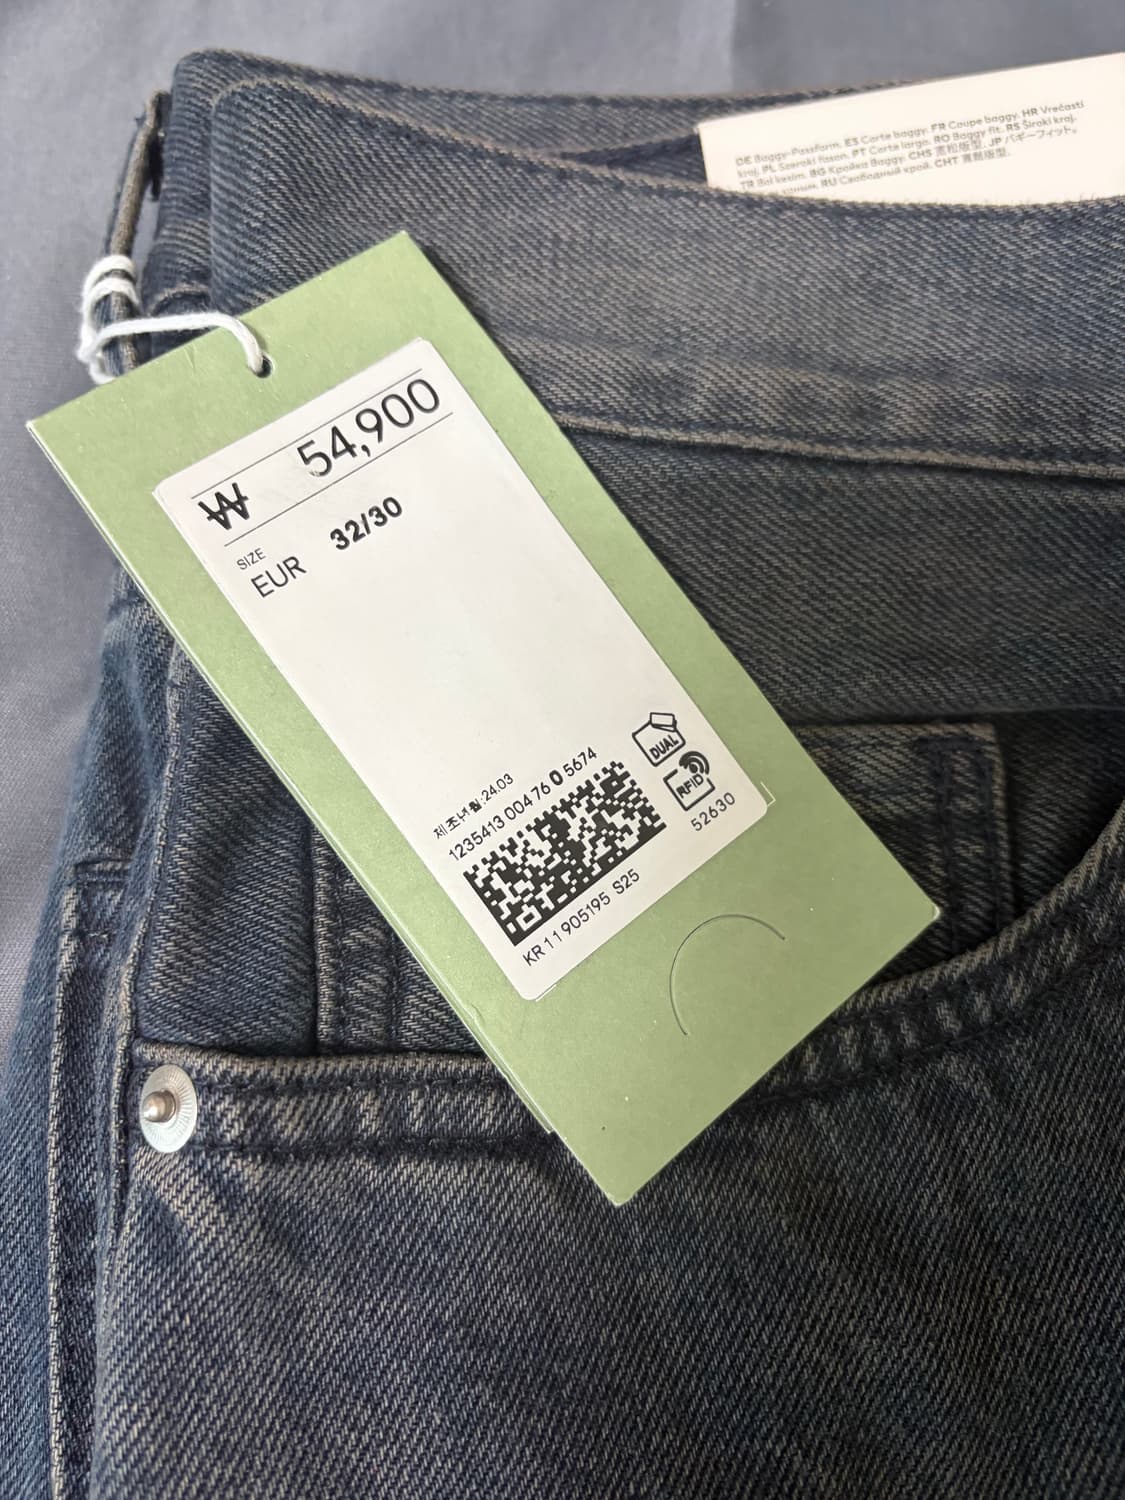 DE Baggy-Passform. ES Corte baggy. FR Coupe baggy. HR Vrećasti
kroj. PL Szeroki fason. PT Corte largo. RO Baggy fit. RS Široki kroj.
TR Bol kesim. BG Кройка Baggy. CHS 宽松版型. JP バギーフィット。
RU Свободный крой. CHT 寬鬆版型.
₩ 54,900
SIZE
EUR 32/30
DUAL
RFID
52630
제조년월:24.03
1235413 004 76 0 5674
KR 11905195 S25